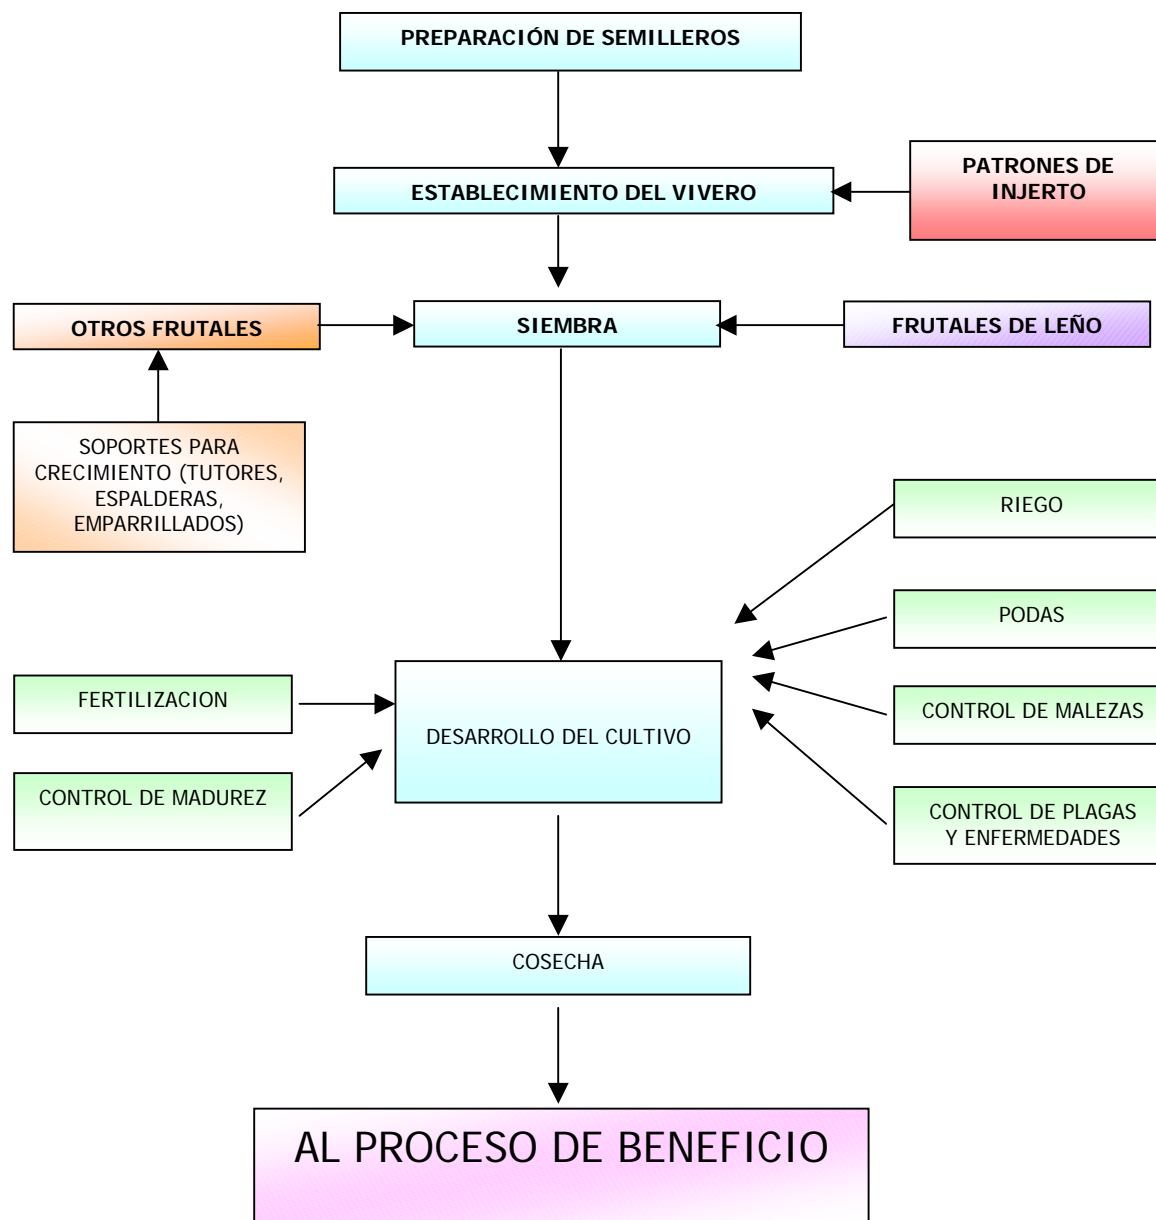 PREPARACIÓN DE SEMILLEROS
ESTABLECIMIENTO DEL VIVERO
PATRONES DE
INJERTO
OTROS FRUTALES
SIEMBRA
FRUTALES DE LEÑO
SOPORTES PARA
CRECIMIENTO (TUTORES,
ESPALDERAS,
EMPARRILLADOS)
RIEGO
PODAS
FERTILIZACION
DESARROLLO DEL CULTIVO
CONTROL DE MALEZAS
CONTROL DE MADUREZ
CONTROL DE PLAGAS
Y ENFERMEDADES
COSECHA
AL PROCESO DE BENEFICIO